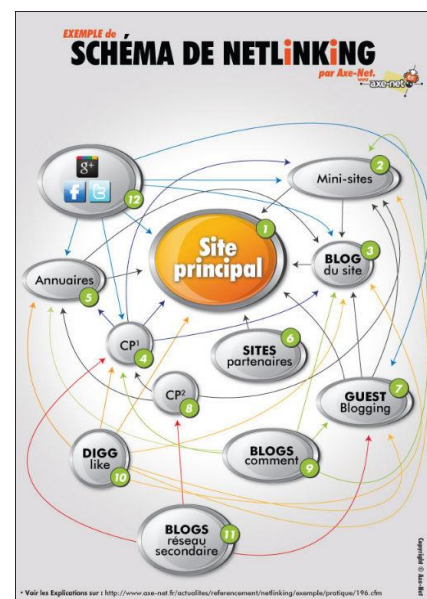 EXEMPLE de
SCHÉMA DE NETLiNKiNG
par Axe-Net.
www
axe-net
g+
f
12
2
Mini-sites
1
Site
principal
3
BLOG
du site
Annuaires
5
CP¹
4
6
SITES
partenaires
CP²
8
7
GUEST
Blogging
DIGG
like
10
BLOGS
comment
9
BLOGS
réseau
secondaire
11
Copyright © Axe-Net
• Voir les Explications sur : http://www.axe-net.fr/actualites/referencement/netlinking/exemple/pratique/196.cfm